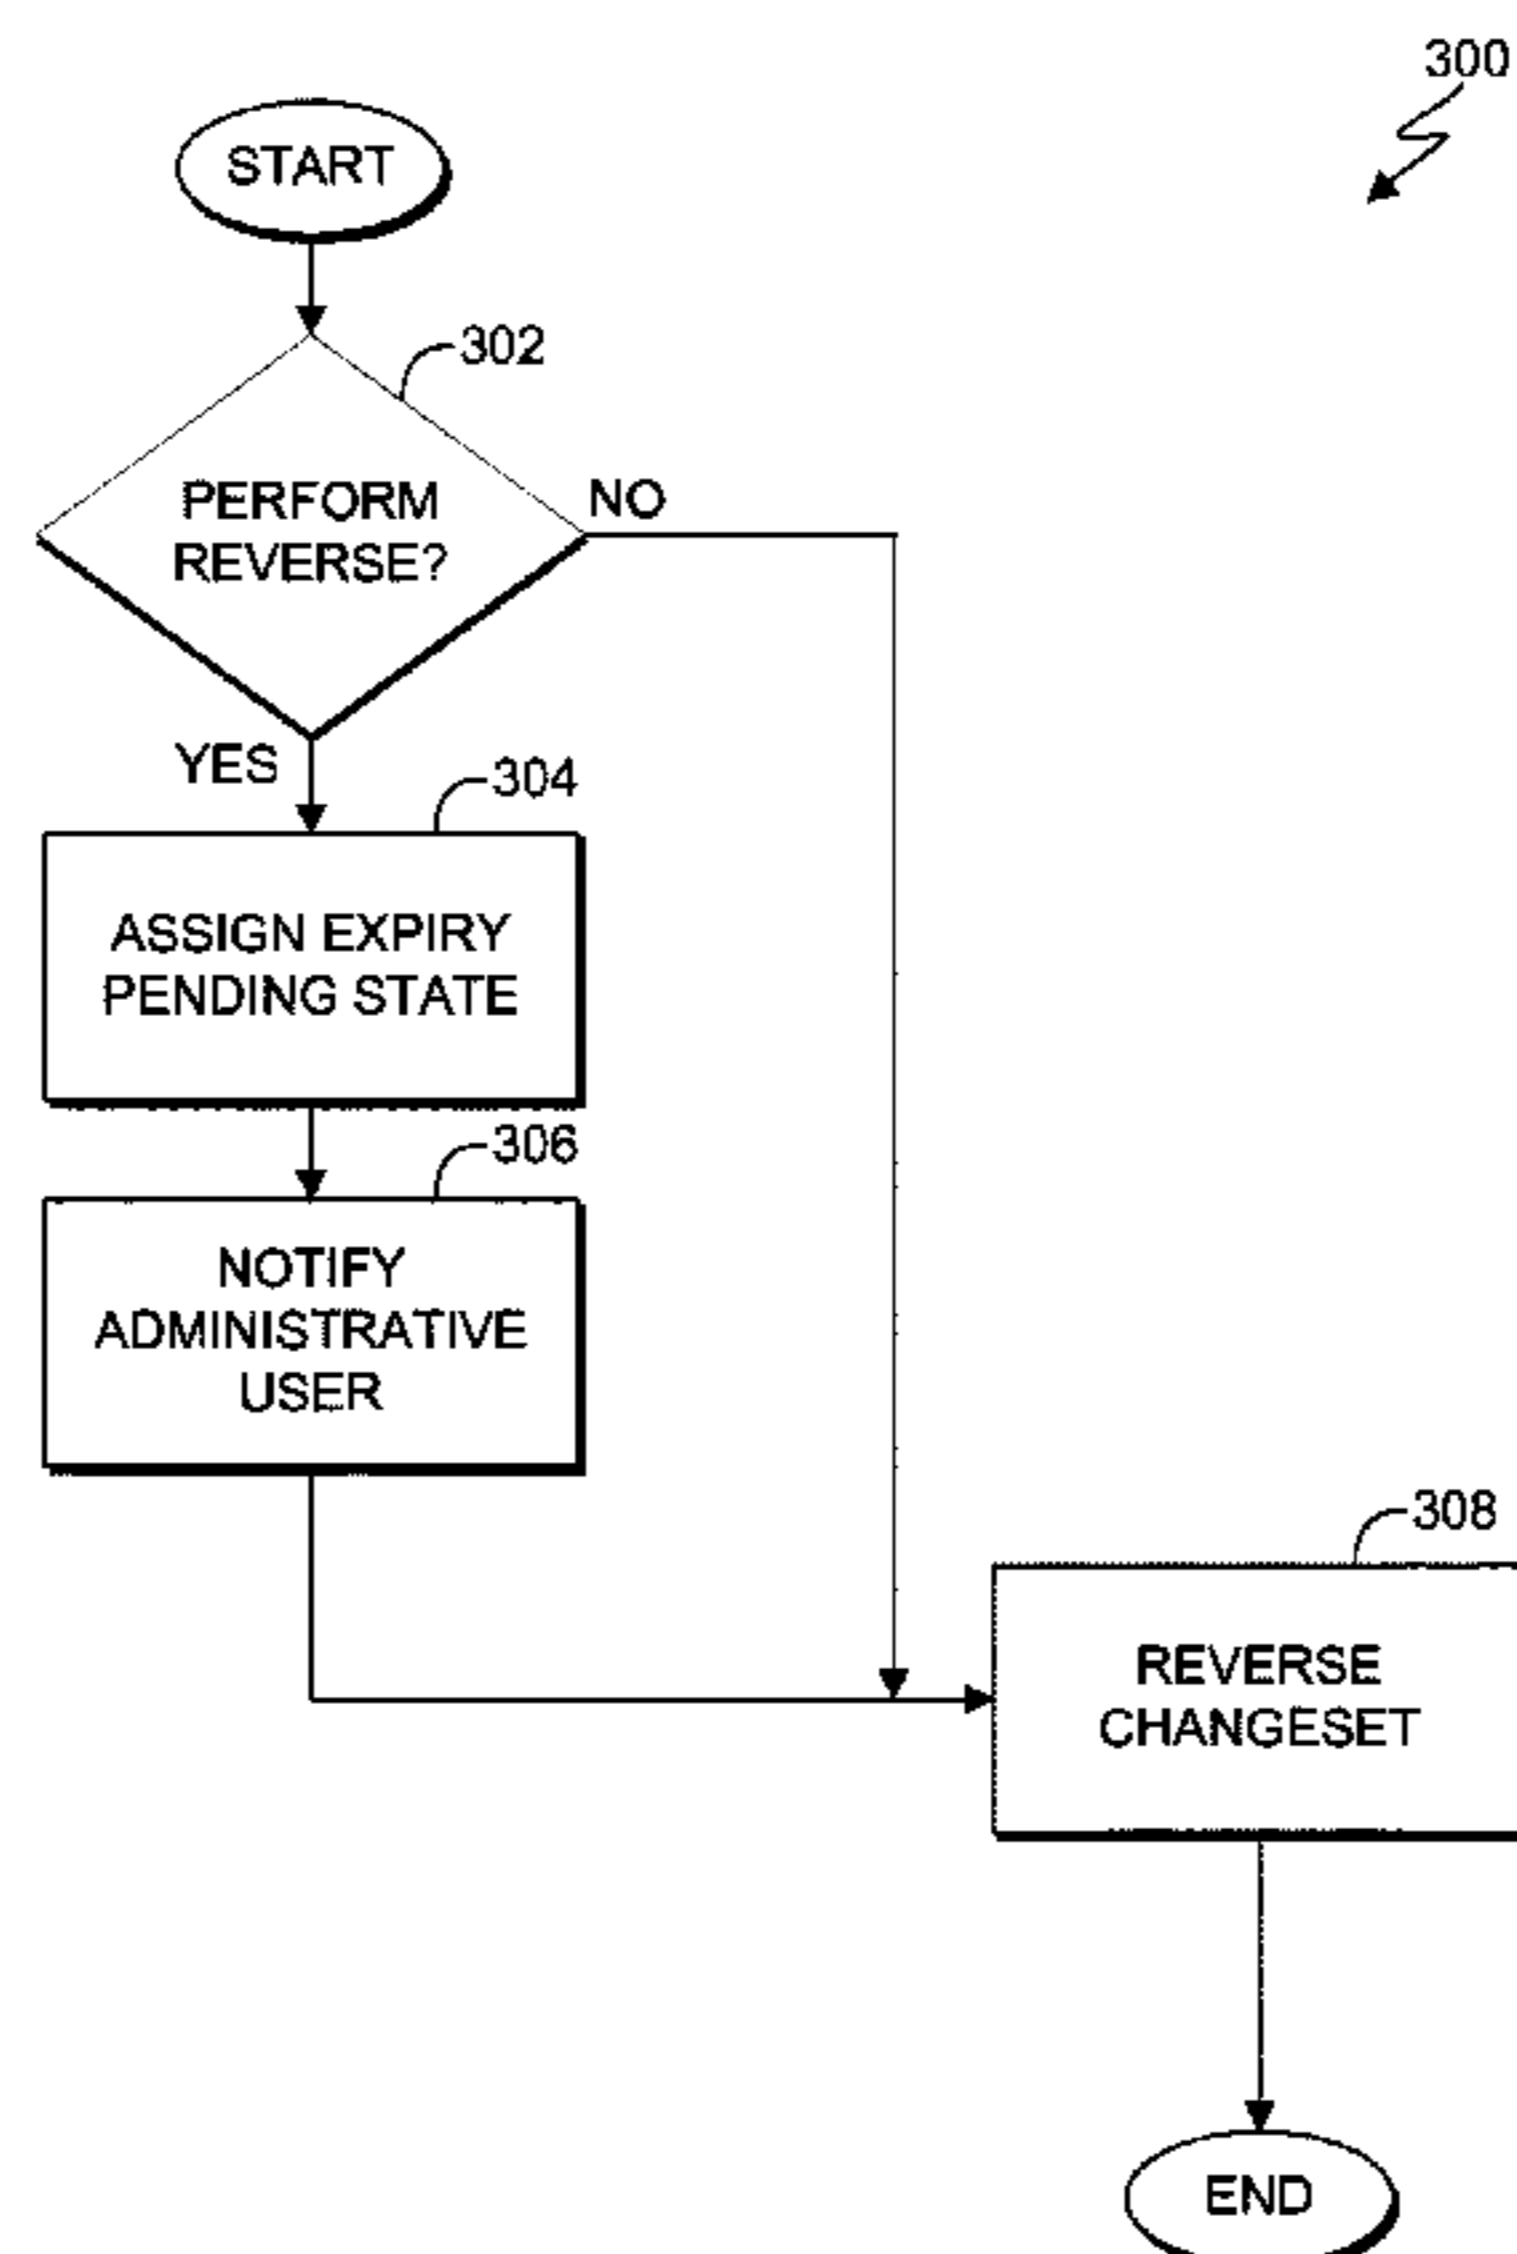 300
START
302
PERFORM
REVERSE?
NO
YES
304
ASSIGN EXPIRY
PENDING STATE
306
NOTIFY
ADMINISTRATIVE
USER
308
REVERSE
CHANGESET
END